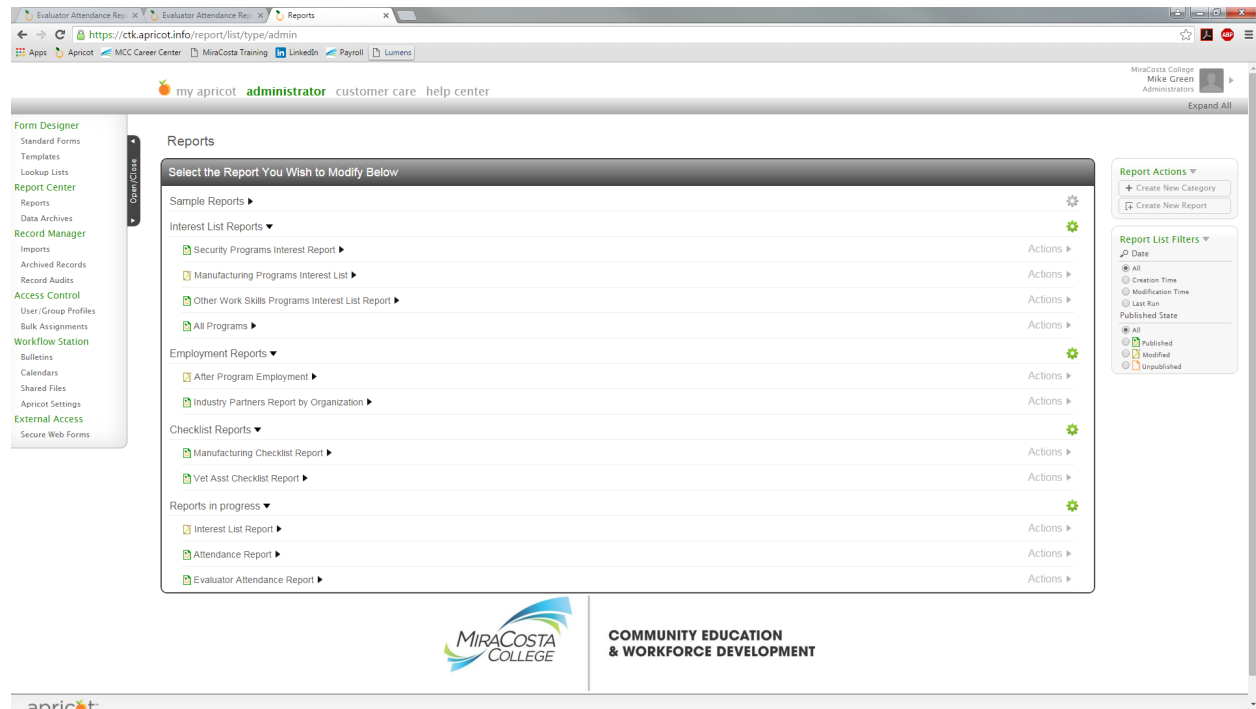 Evaluator Attendance Rep
Evaluator Attendance Rep
Reports
https://ctk.apricot.info/report/list/type/admin
Apps
Apricot
MCC Career Center
MiraCosta Training
LinkedIn
Payroll
Lumens
MiraCosta College
Mike Green
Administrators
my apricot administrator customer care help center
Expand All
Form Designer
Standard Forms
Templates
Lookup Lists
Report Center
Reports
Data Archives
Record Manager
Imports
Archived Records
Record Audits
Access Control
User/Group Profiles
Bulk Assignments
Workflow Station
Bulletins
Calendars
Shared Files
Apricot Settings
External Access
Secure Web Forms
Open/Close
Reports
Select the Report You Wish to Modify Below
Sample Reports
Interest List Reports
Security Programs Interest Report Actions
Manufacturing Programs Interest List Actions
Other Work Skills Programs Interest List Report Actions
All Programs Actions
Employment Reports
After Program Employment Actions
Industry Partners Report by Organization Actions
Checklist Reports
Manufacturing Checklist Report Actions
Vet Asst Checklist Report Actions
Reports in progress
Interest List Report Actions
Attendance Report Actions
Evaluator Attendance Report Actions
Report Actions
+ Create New Category
Create New Report
Report List Filters
Date
All
Creation Time
Modification Time
Last Run
Published State
All
Published
Modified
Unpublished
MIRACOSTA
COLLEGE
COMMUNITY EDUCATION
& WORKFORCE DEVELOPMENT
apricot
ABP